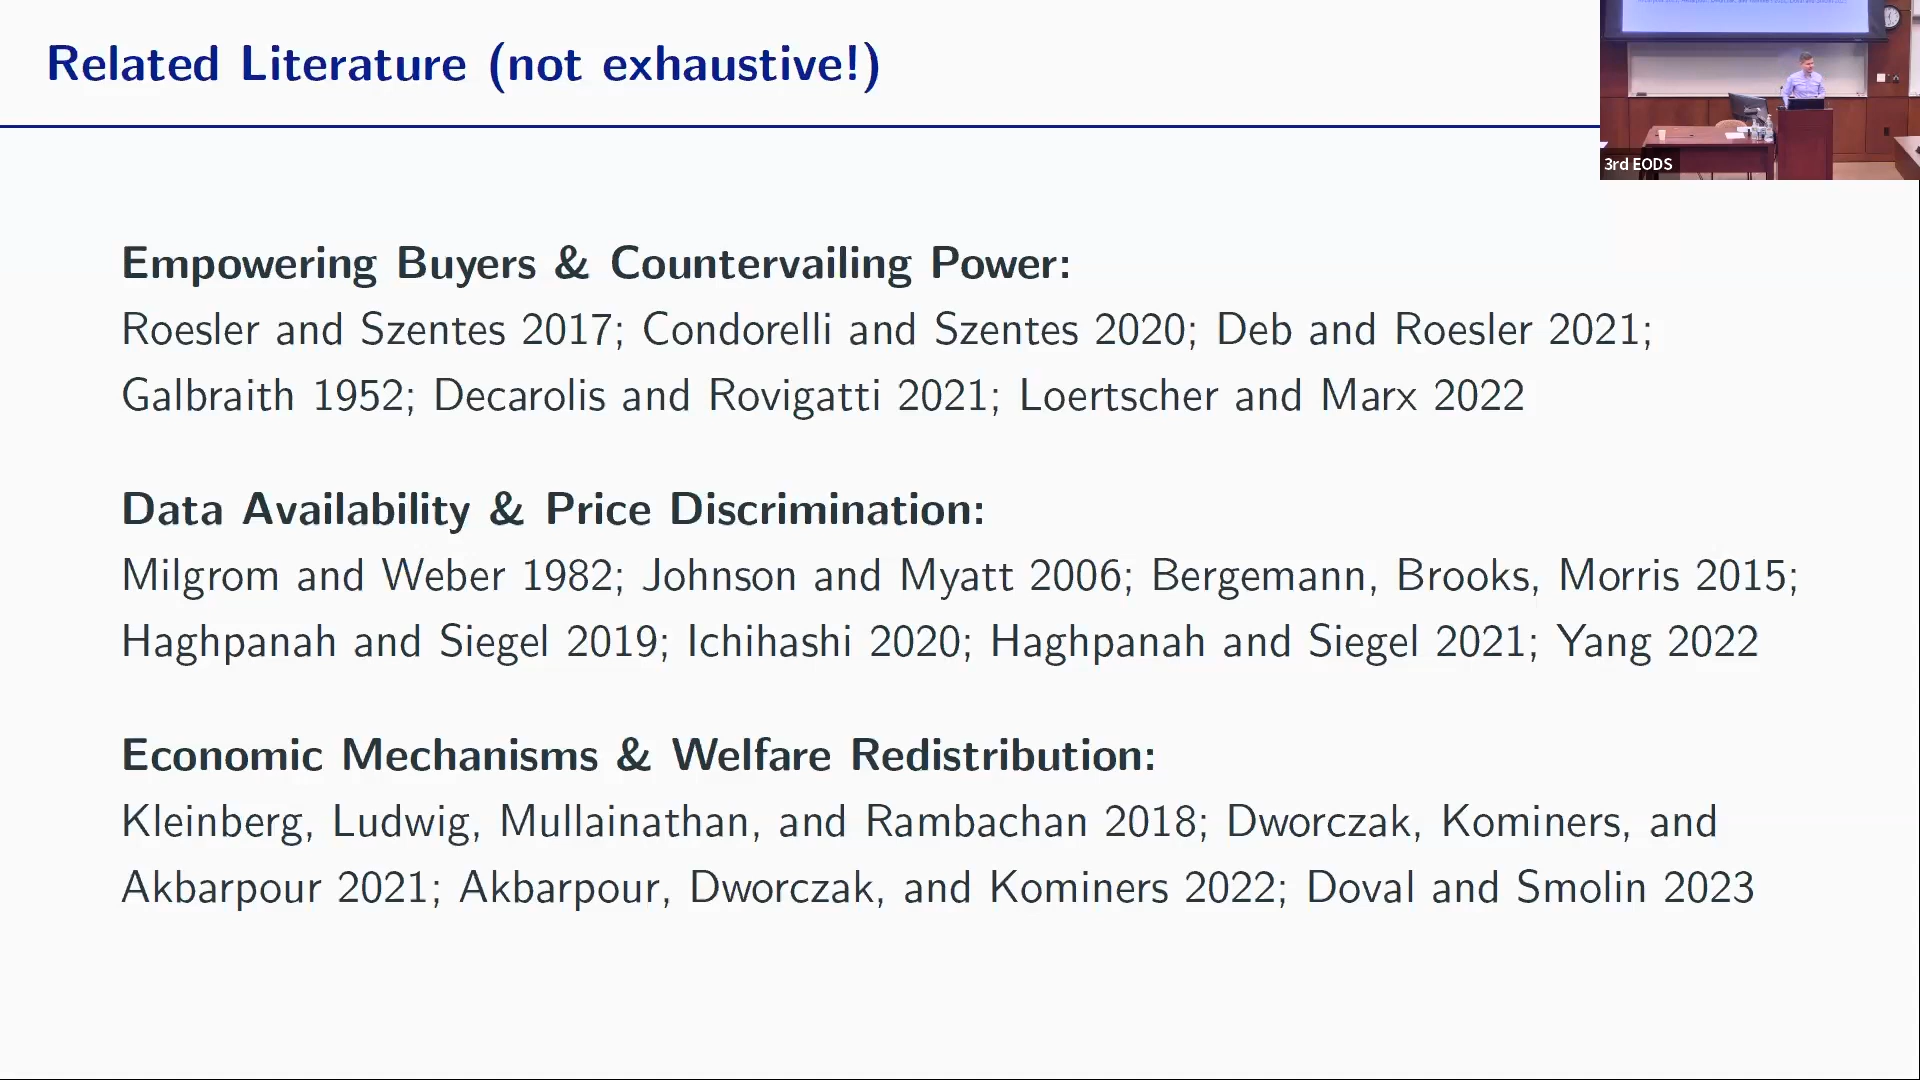 Related Literature (not exhaustive!)
3rd EODS
Empowering Buyers & Countervailing Power:
Roesler and Szentes 2017; Condorelli and Szentes 2020; Deb and Roesler 2021;
Galbraith 1952; Decarolis and Rovigatti 2021; Loertscher and Marx 2022
Data Availability & Price Discrimination:
Milgrom and Weber 1982; Johnson and Myatt 2006; Bergemann, Brooks, Morris 2015;
Haghpanah and Siegel 2019; Ichihashi 2020; Haghpanah and Siegel 2021; Yang 2022
Economic Mechanisms & Welfare Redistribution:
Kleinberg, Ludwig, Mullainathan, and Rambachan 2018; Dworczak, Kominers, and
Akbarpour 2021; Akbarpour, Dworczak, and Kominers 2022; Doval and Smolin 2023